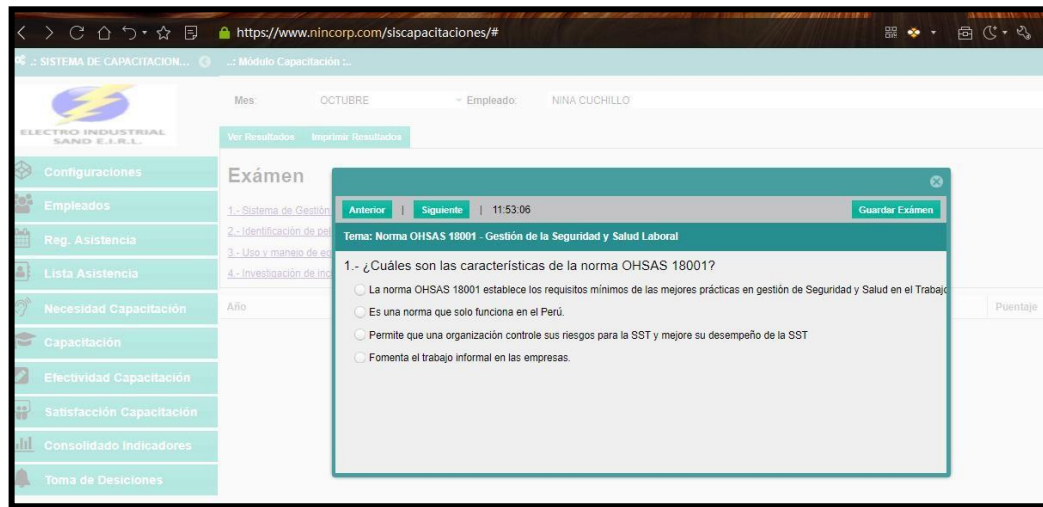 https://www.nincorp.com/siscapacitaciones/#
.: SISTEMA DE CAPACITACION...
..: Módulo Capacitación :..
Mes:
OCTUBRE
Empleado:
NINA CUCHILLO
ELECTRO INDUSTRIAL
SAND E.I.R.L.
Ver Resultados
Imprimir Resultados
Configuraciones
Empleados
Reg. Asistencia
Lista Asistencia
Necesidad Capacitación
Capacitación
Efectividad Capacitación
Satisfacción Capacitación
Consolidado Indicadores
Toma de Desiciones
Exámen
1.- Sistema de Gestión
2.- Identificación de
3.- Uso y manejo de
4.- Investigación de
Año
Puentaje
Anterior | Siguiente | 11:53:06
Guardar Exámen
Tema: Norma OHSAS 18001 - Gestión de la Seguridad y Salud Laboral
1.- ¿Cuáles son las características de la norma OHSAS 18001?
La norma OHSAS 18001 establece los requisitos mínimos de las mejores prácticas en gestión de Seguridad y Salud en el Trabajo
Es una norma que solo funciona en el Perú.
Permite que una organización controle sus riesgos para la SST y mejore su desempeño de la SST
Fomenta el trabajo informal en las empresas.